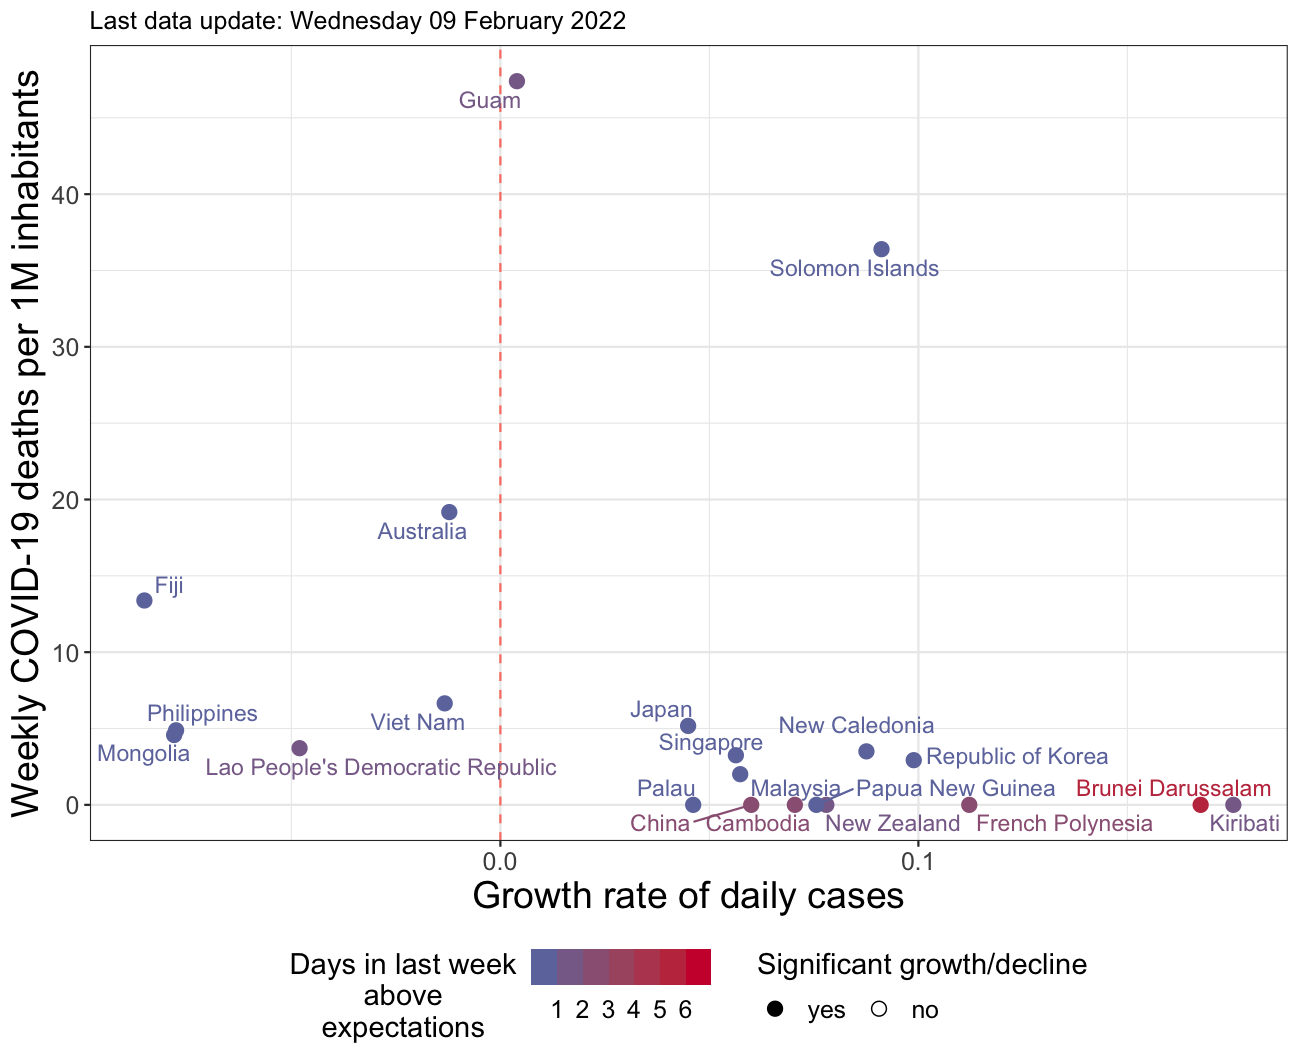 Last data update: Wednesday 09 February 2022
Weekly COVID-19 deaths per 1M inhabitants
Guam
40
Solomon Islands
30
20
Australia
Fiji
10
Philippines
Viet Nam
Japan
New Caledonia
Mongolia
Singapore
Republic of Korea
Lao People's Democratic Republic
Palau
Malaysia
Papua New Guinea
Brunei Darussalam
0
China
Cambodia
New Zealand
French Polynesia
Kiribati
0.0
0.1
Growth rate of daily cases
Days in last week
above
expectations
1 2 3 4 5 6
Significant growth/decline
yes
no